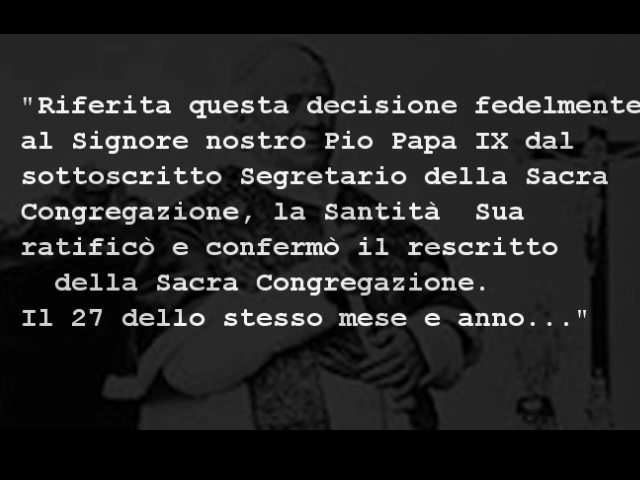 "Riferita questa decisione fedelmente
al Signore nostro Pio Papa IX dal
sottoscritto Segretario della Sacra
Congregazione, la Santità  Sua
ratificò e confermò il rescritto
della Sacra Congregazione.
Il 27 dello stesso mese e anno..."